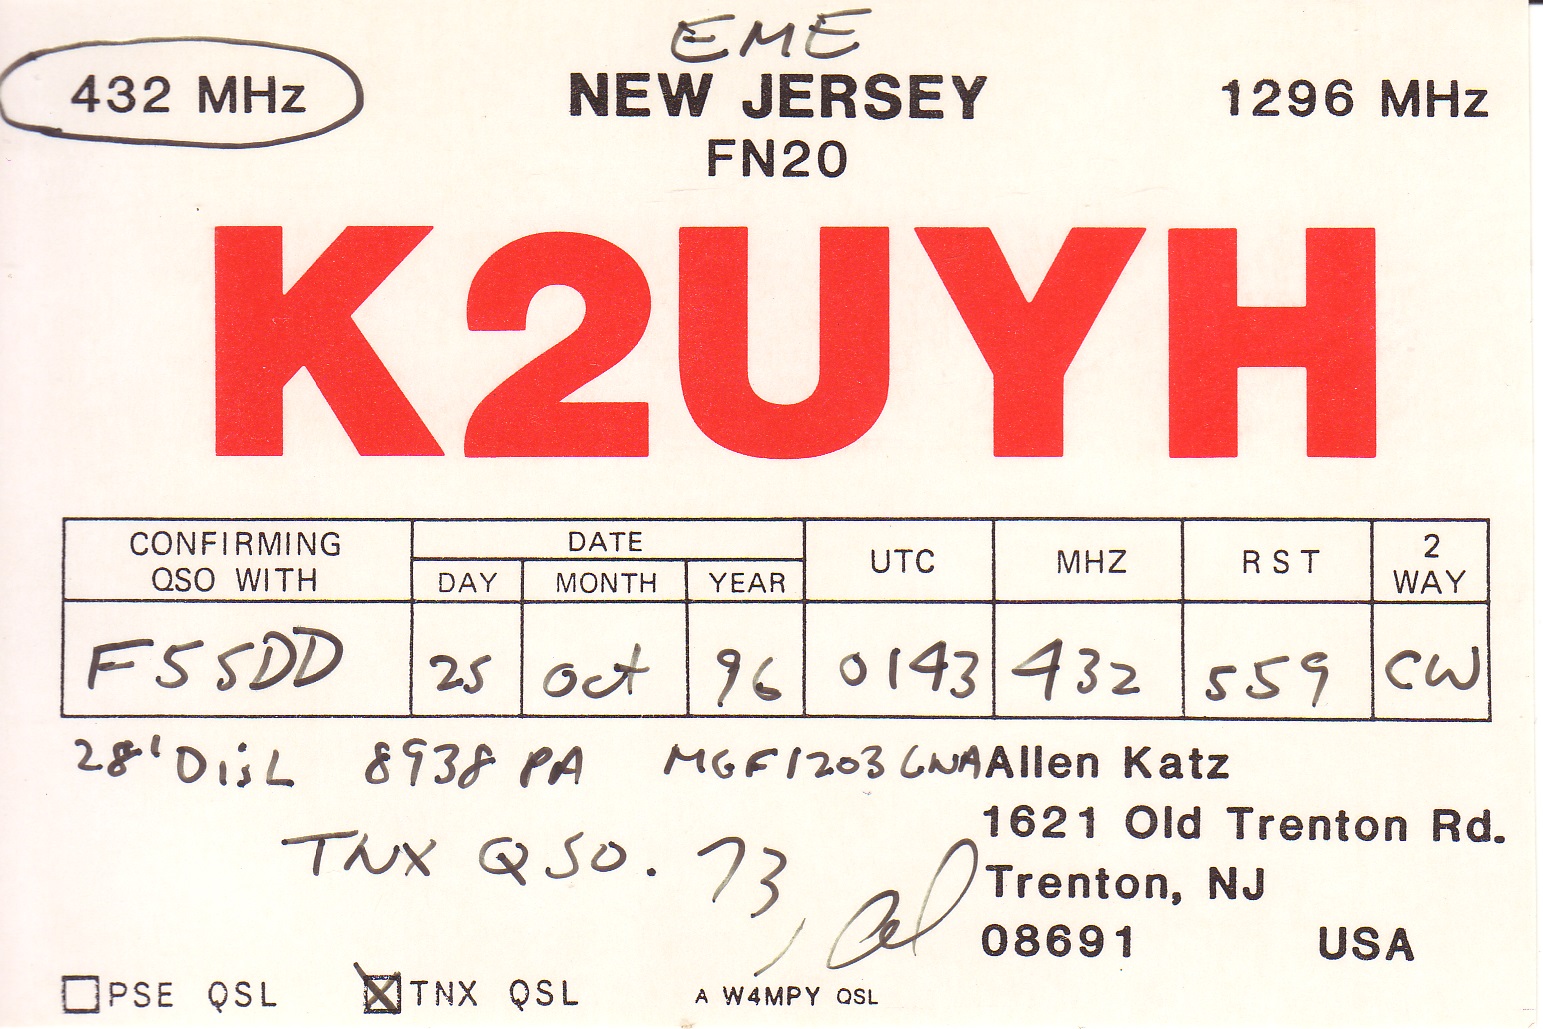 EME
432 MHz NEW JERSEY 1296 MHz
FN20
K2UYH
CONFIRMING QSO WITH DATE DAY MONTH YEAR UTC MHZ RST 2 WAY
F5SDD 25 Oct 96 0143 432 559 CW
28' Dish 8938 PA MGF1203 LNA Allen Katz
1621 Old Trenton Rd.
TNX QSO. 73, Al Trenton, NJ
08691 USA
PSE QSL TNX QSL A W4MPY QSL